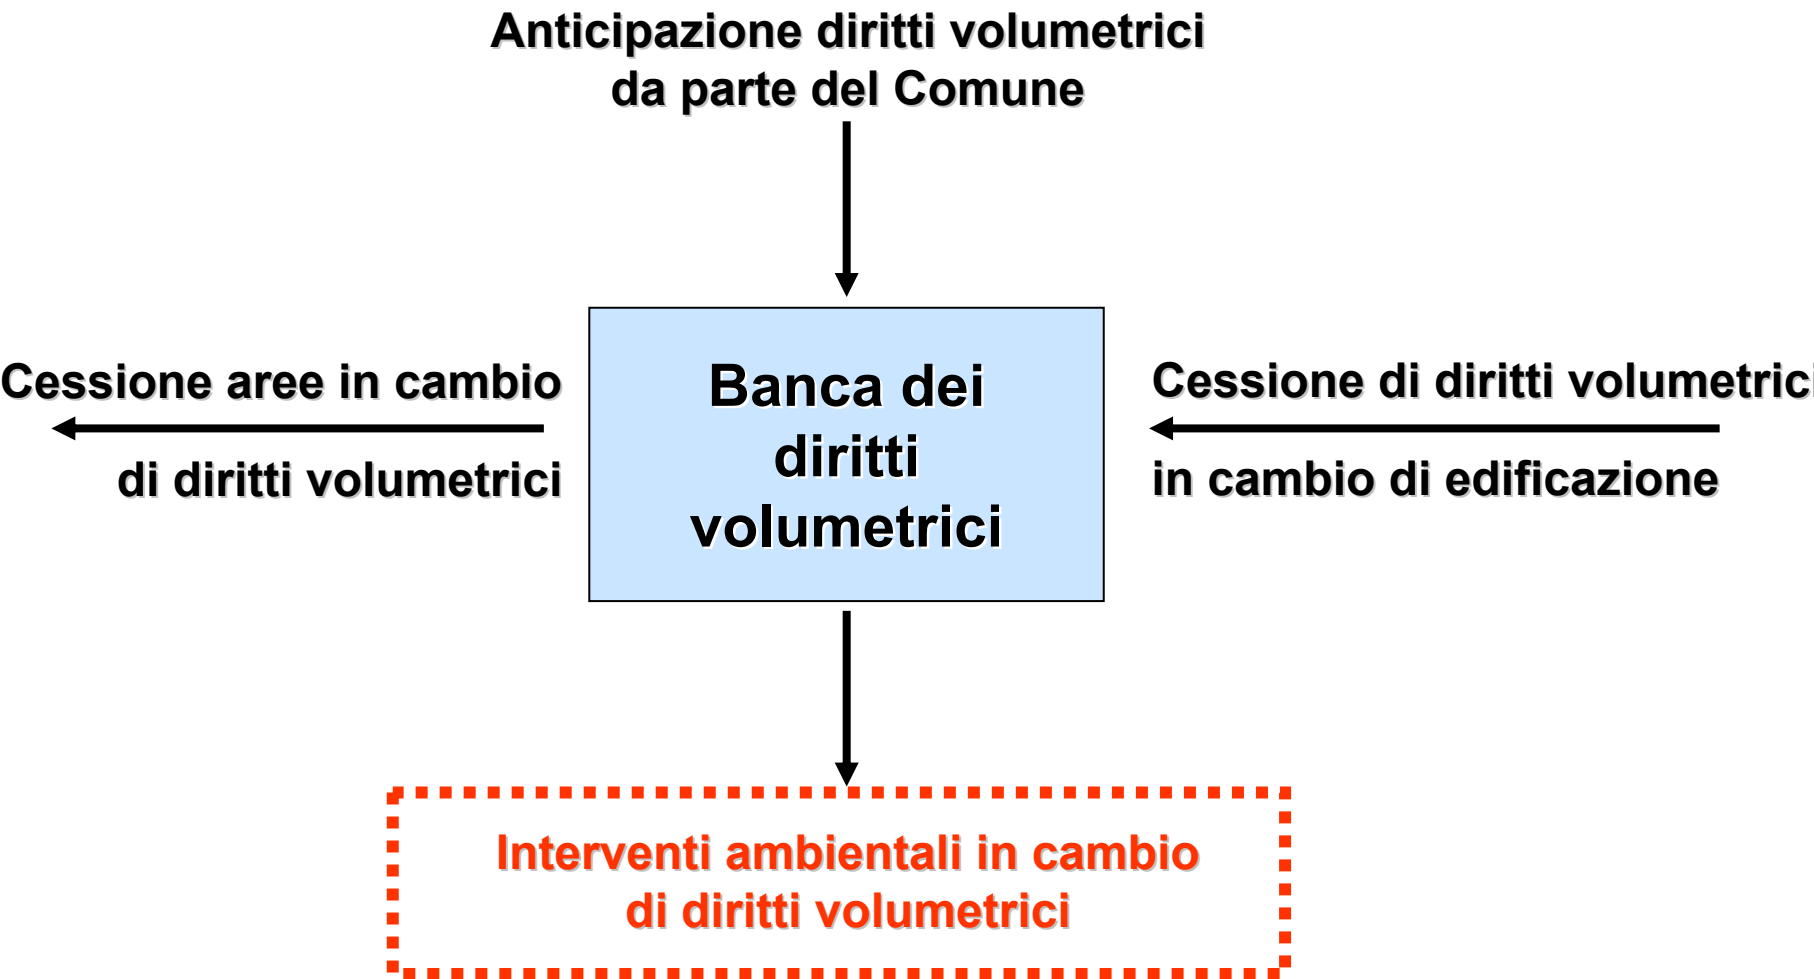 Anticipazione diritti volumetrici
da parte del Comune
Cessione aree in cambio
di diritti volumetrici
Banca dei
diritti
volumetrici
Cessione di diritti volumetrici
in cambio di edificazione
Interventi ambientali in cambio
di diritti volumetrici